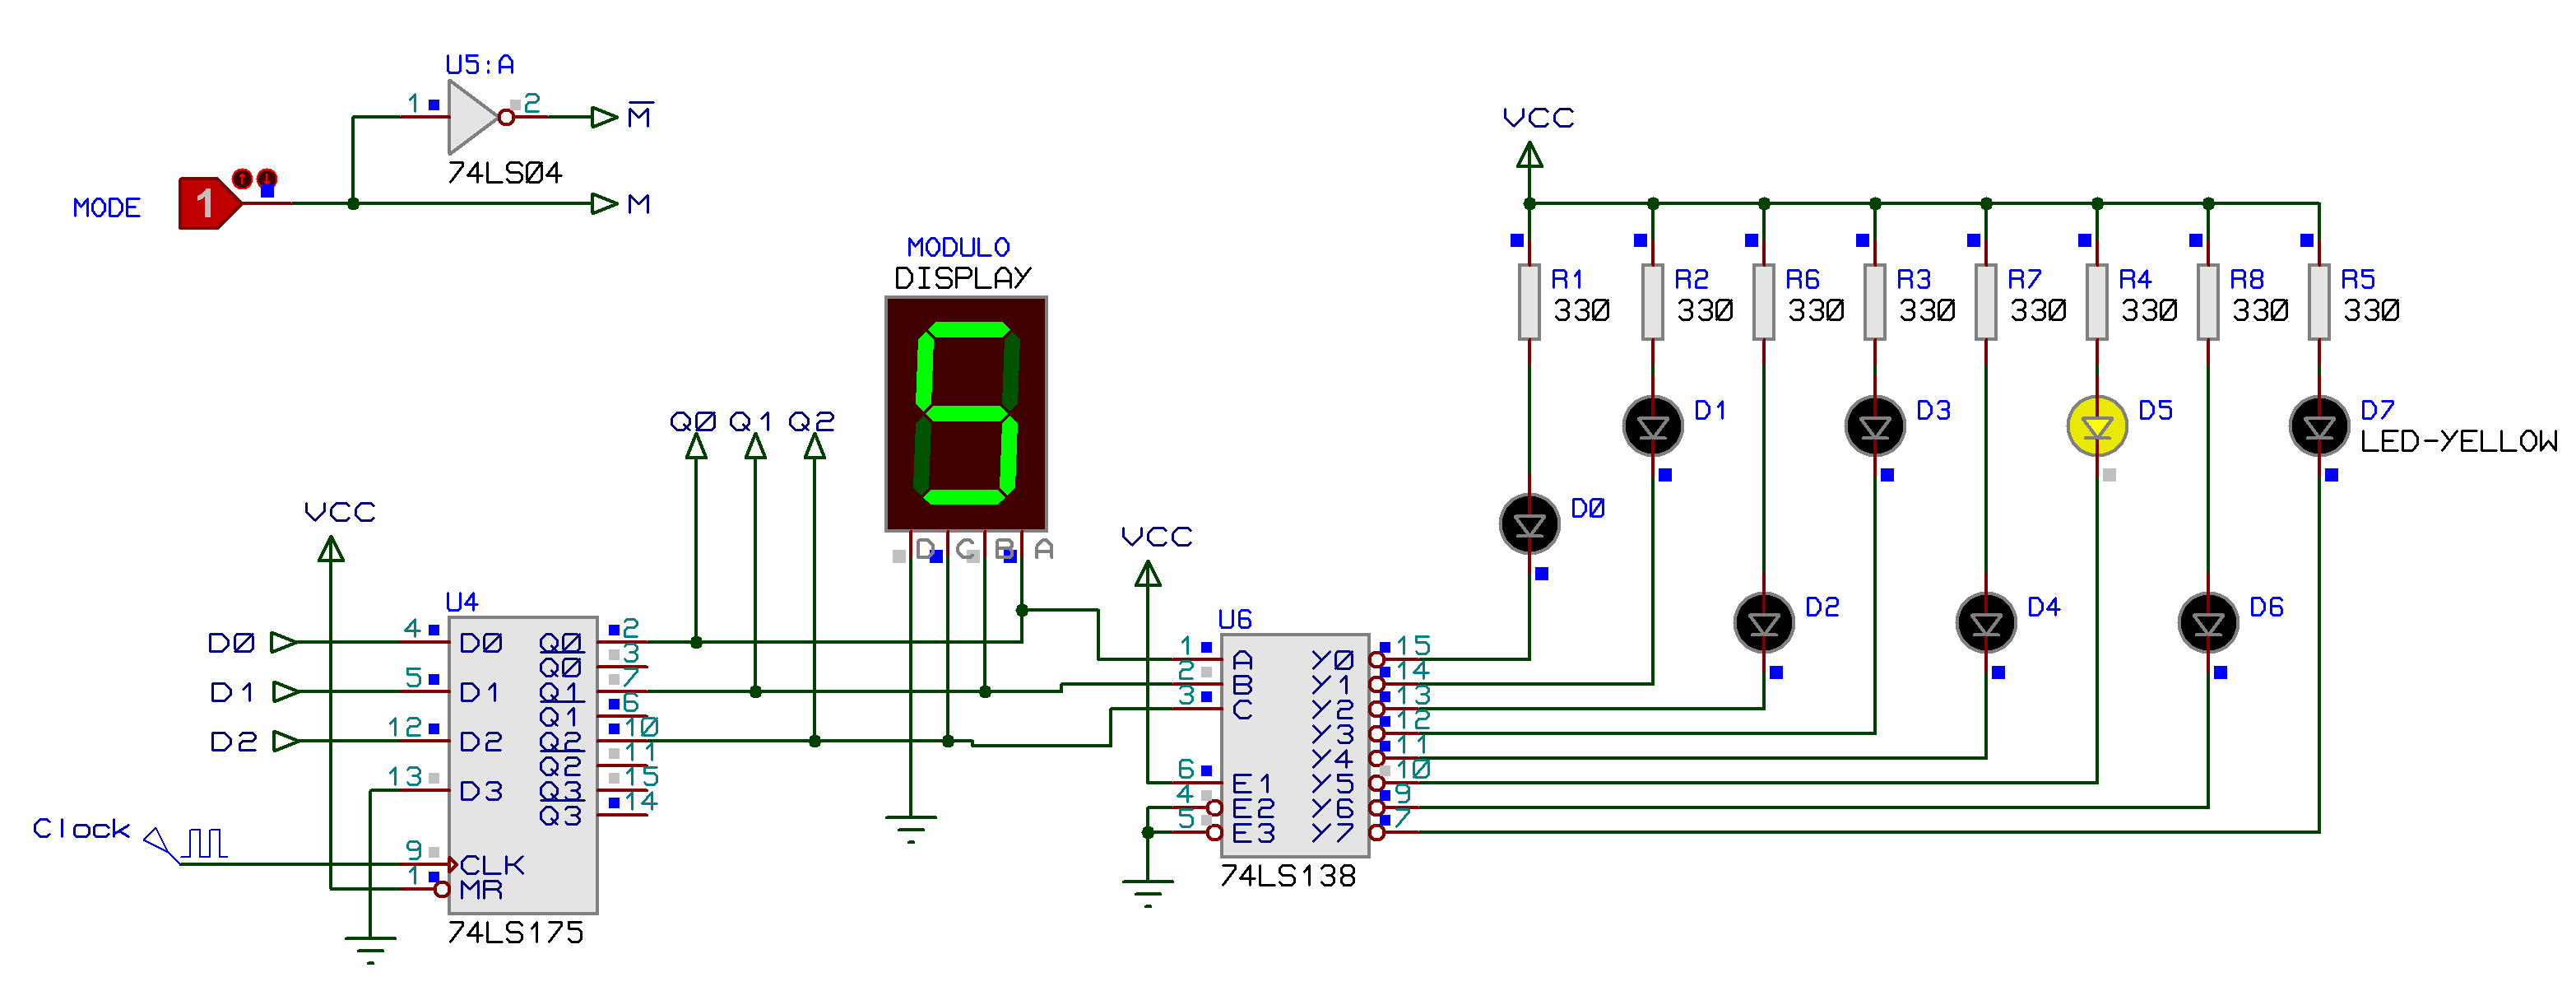 U5:A
1 2 M
74LS04
MODE 1 M
VCC
MODULO
DISPLAY
R1 R2 R6 R3 R7 R4 R8 R5
330 330 330 330 330 330 330 330
D1 D3 D5 D7
LED-YELLOW
Q0 Q1 Q2
D0
VCC
VCC
D C B A
D2 D4 D6
U4
U6
D0 4 D0 Q0 2
Q0 3
D1 5 D1 Q1 7
Q1 6
D2 12 D2 Q2 10
Q2 11
13 D3 Q3 15
Q3 14
Clock 9 CLK
1 MR
74LS175
1 A Y0 15
2 B Y1 14
3 C Y2 13
Y3 12
Y4 11
6 E1 Y5 10
4 E2 Y6 9
5 E3 Y7 7
74LS138
5